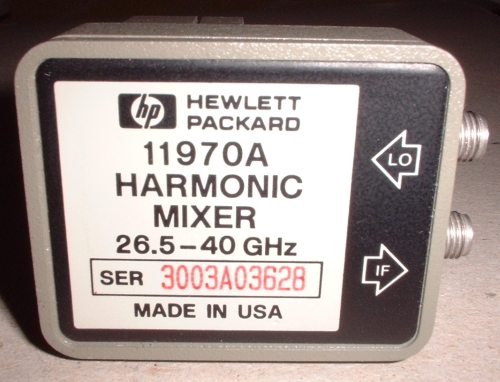 hp HEWLETT
PACKARD
11970A
HARMONIC
MIXER
26.5-40 GHz
SER 3003A03628
MADE IN USA
LO
IF